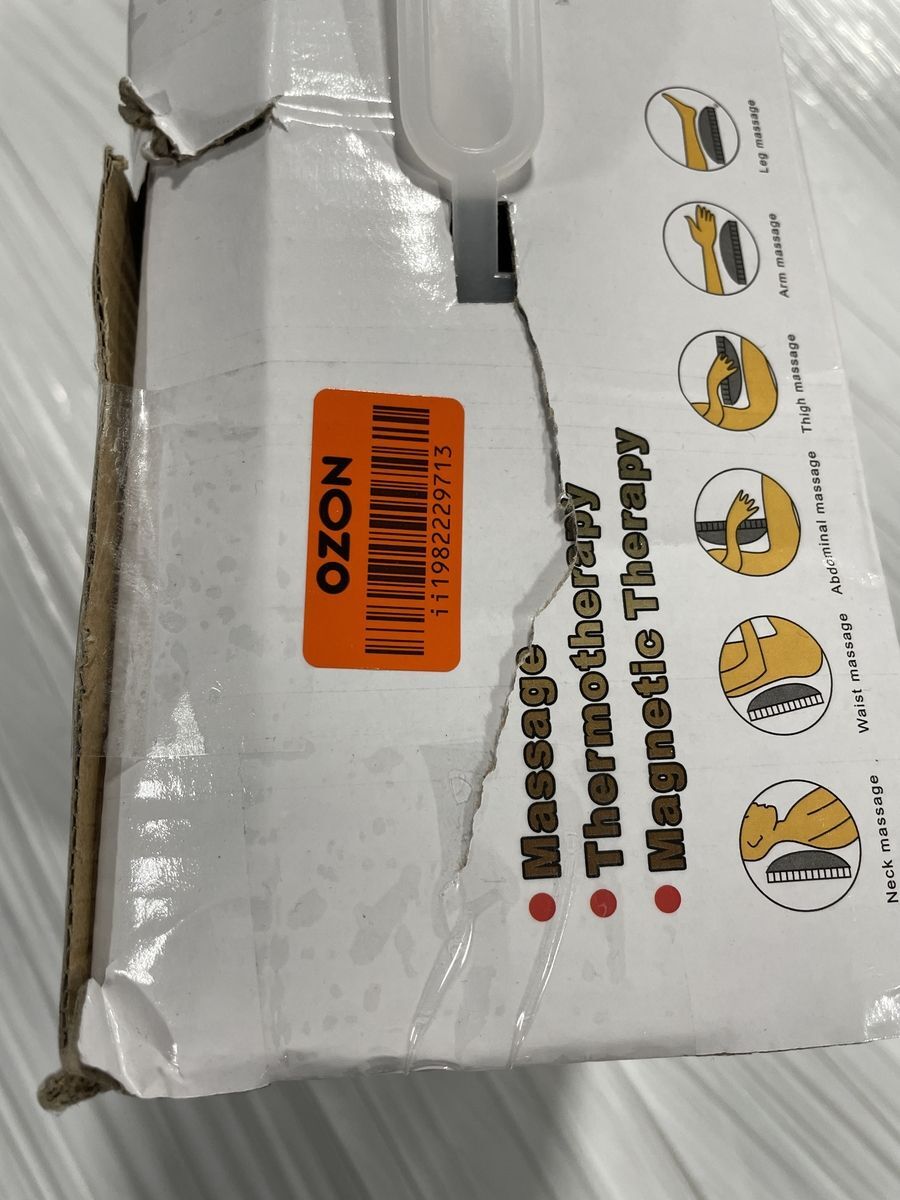 OZON
ii1982229713
Massage
Thermotherapy
Magnetic Therapy
Neck massage
Waist massage
Abdominal massage
Thigh massage
Arm massage
Leg massage